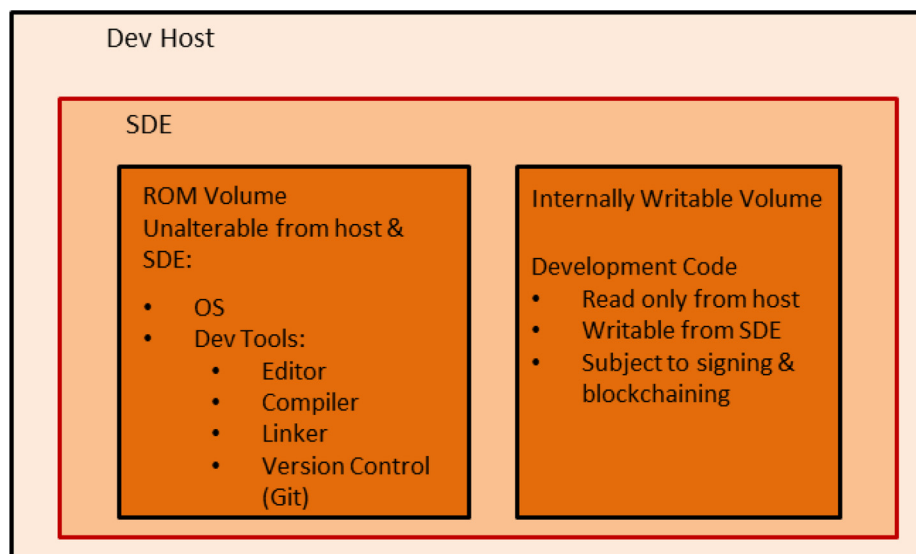 Dev Host
SDE
ROM Volume
Unalterable from host &
SDE:
• OS
• Dev Tools:
• Editor
• Compiler
• Linker
• Version Control
(Git)
Internally Writable Volume
Development Code
• Read only from host
• Writable from SDE
• Subject to signing &
blockchaining